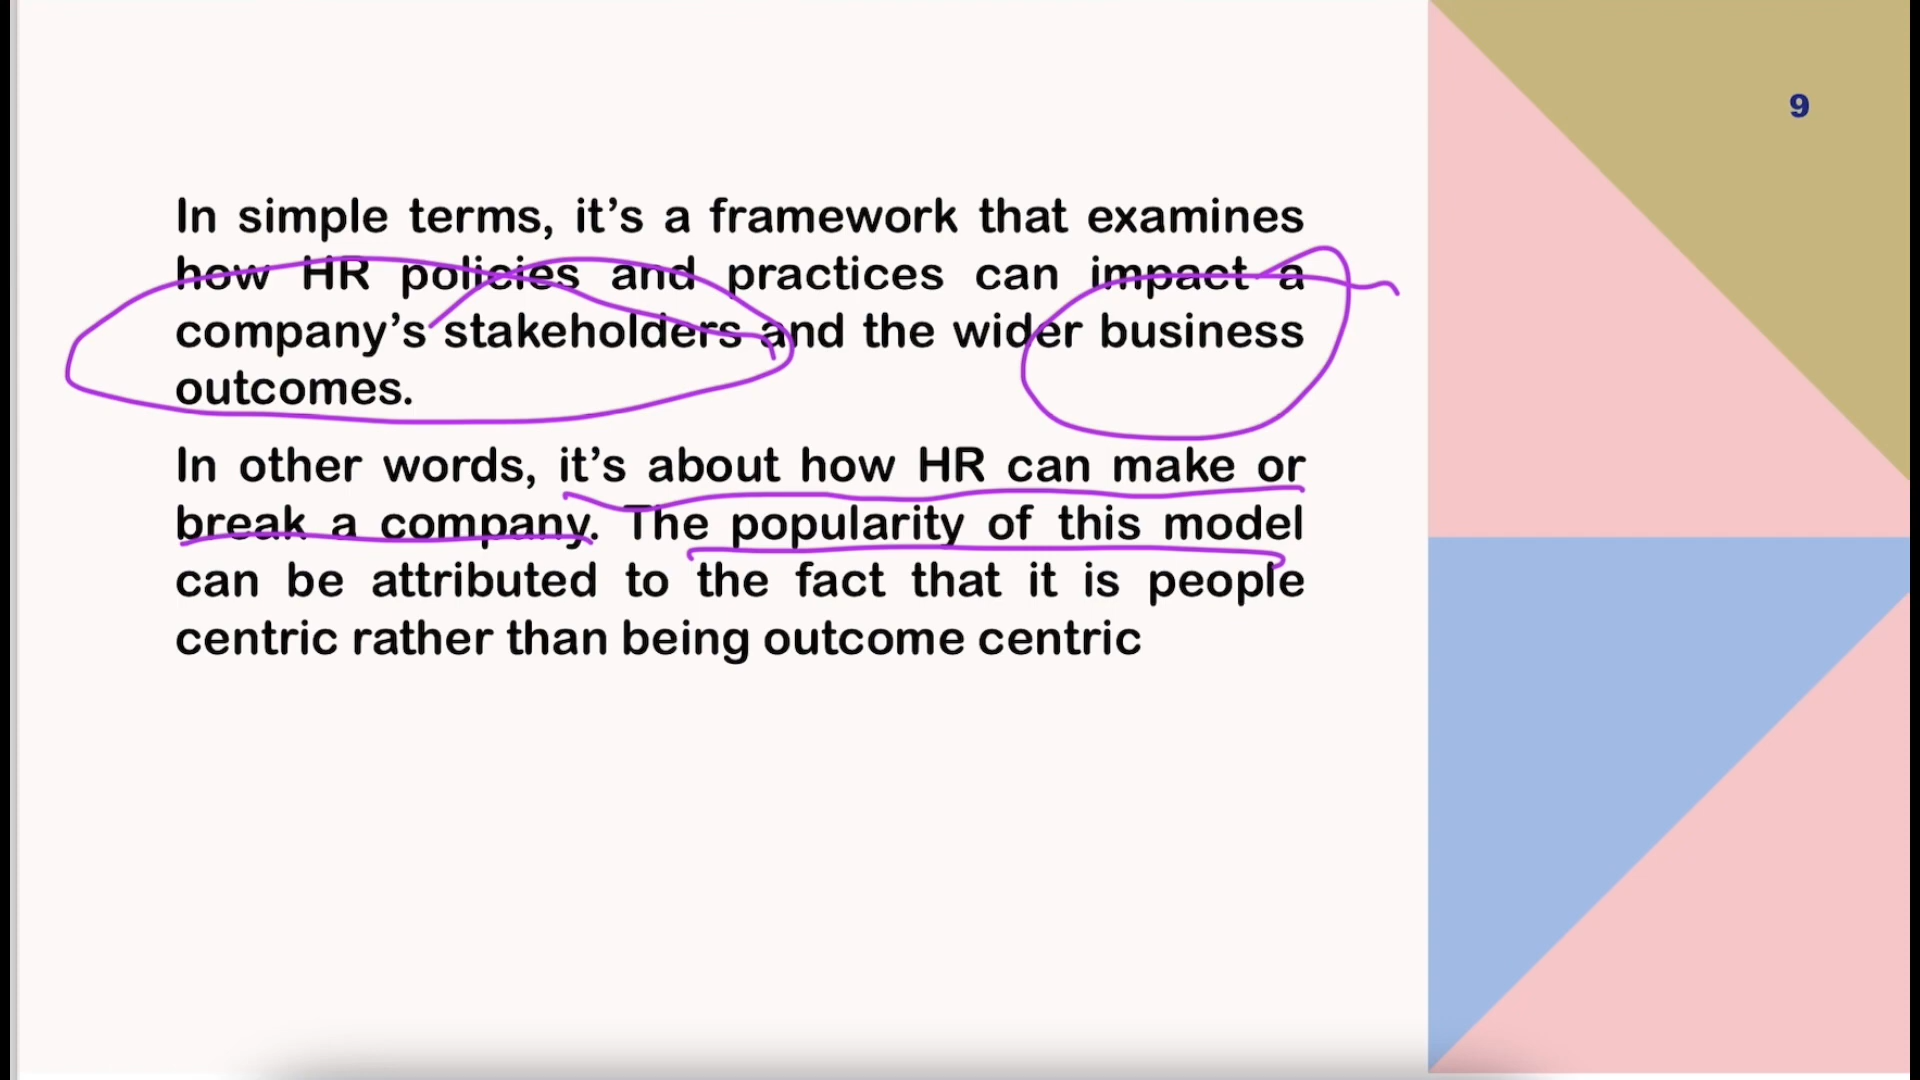 9
In simple terms, it’s a framework that examines
how HR policies and practices can impact a
company’s stakeholders and the wider business
outcomes.
In other words, it’s about how HR can make or
break a company. The popularity of this model
can be attributed to the fact that it is people
centric rather than being outcome centric